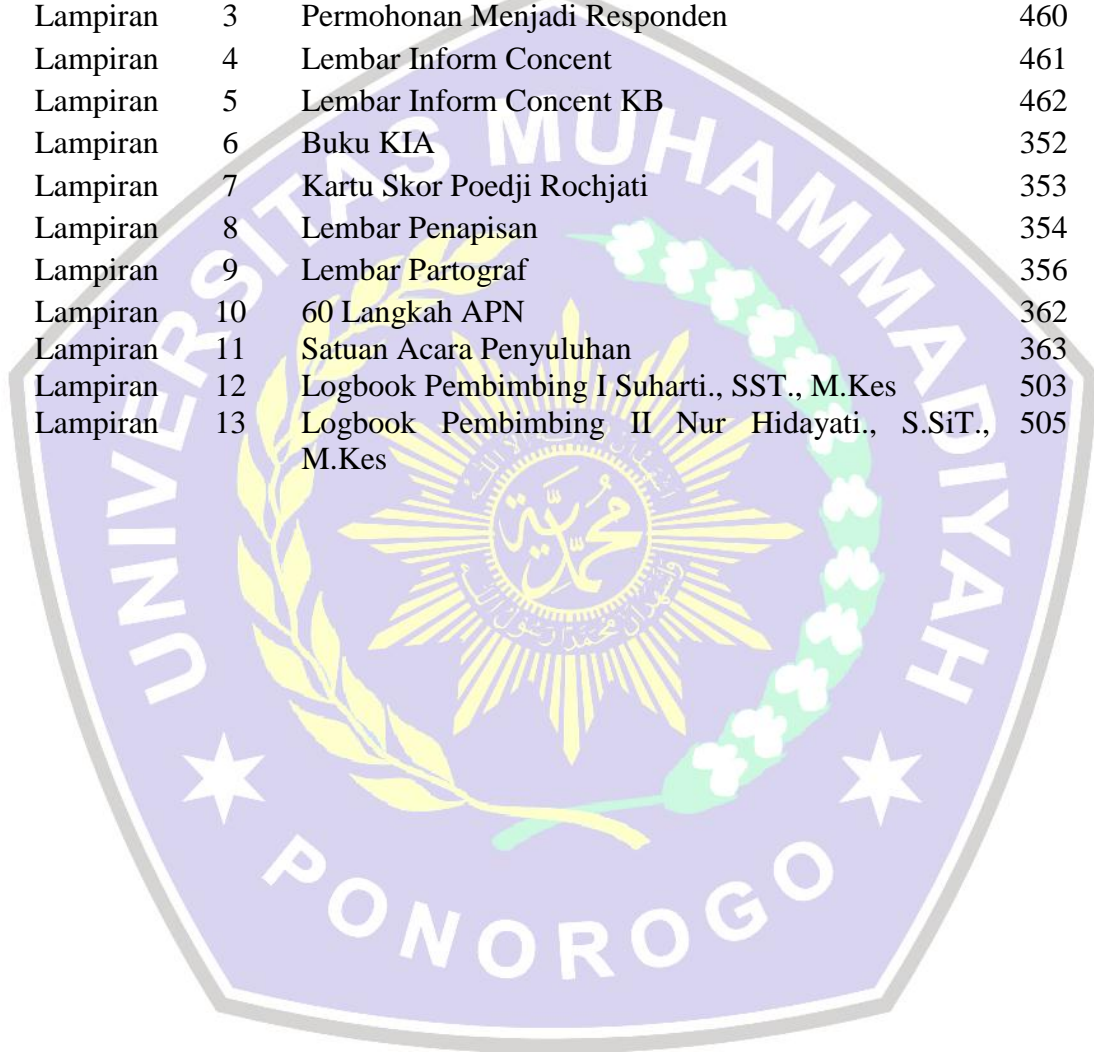 Lampiran 3 Permohonan Menjadi Responden 460
Lampiran 4 Lembar Inform Concent 461
Lampiran 5 Lembar Inform Concent KB 462
Lampiran 6 Buku KIA 352
Lampiran 7 Kartu Skor Poedji Rochjati 353
Lampiran 8 Lembar Penapisan 354
Lampiran 9 Lembar Partograf 356
Lampiran 10 60 Langkah APN 362
Lampiran 11 Satuan Acara Penyuluhan 363
Lampiran 12 Logbook Pembimbing I Suharti., SST., M.Kes 503
Lampiran 13 Logbook Pembimbing II Nur Hidayati., S.SiT., 505
M.Kes
UNIVERSITAS MUHAMMADIYAH
PONOROGO
محمدية